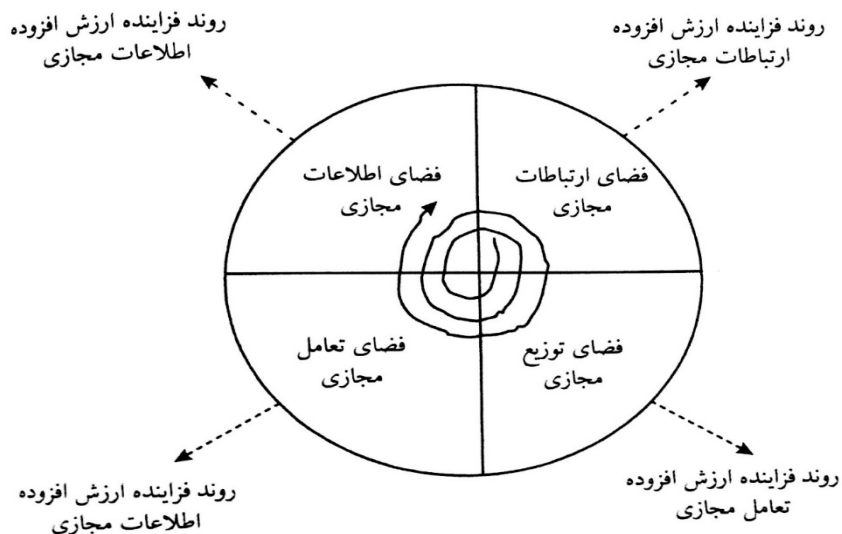 روند فزاینده ارزش افزوده
ارتباطات مجازی
روند فزاینده ارزش افزوده
اطلاعات مجازی
فضای ارتباطات
مجازی
فضای اطلاعات
مجازی
فضای توزیع
مجازی
فضای تعامل
مجازی
روند فزاینده ارزش افزوده
تعامل مجازی
روند فزاینده ارزش افزوده
اطلاعات مجازی